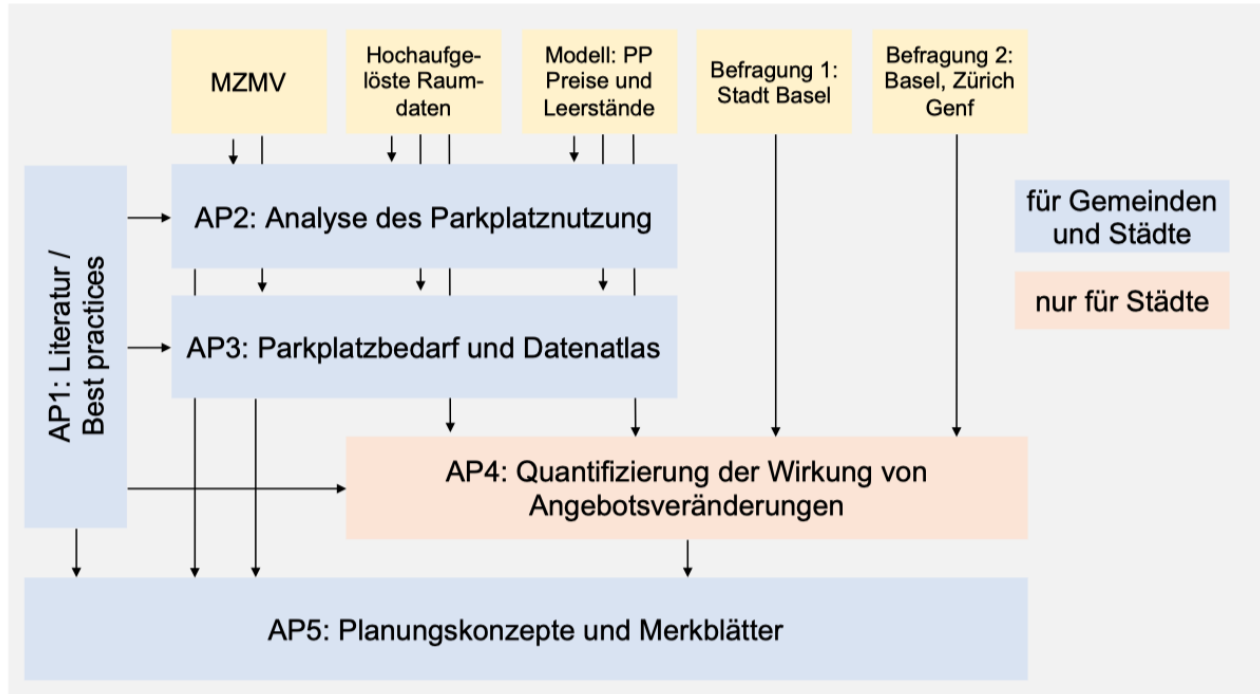 MZMV
Hochaufge-
löste Raum-
daten
Modell: PP
Preise und
Leerstände
Befragung 1:
Stadt Basel
Befragung 2:
Basel, Zürich
Genf
AP1: Literatur /
Best practices
AP2: Analyse des Parkplatznutzung
AP3: Parkplatzbedarf und Datenatlas
für Gemeinden
und Städte
nur für Städte
AP4: Quantifizierung der Wirkung von
Angebotsveränderungen
AP5: Planungskonzepte und Merkblätter